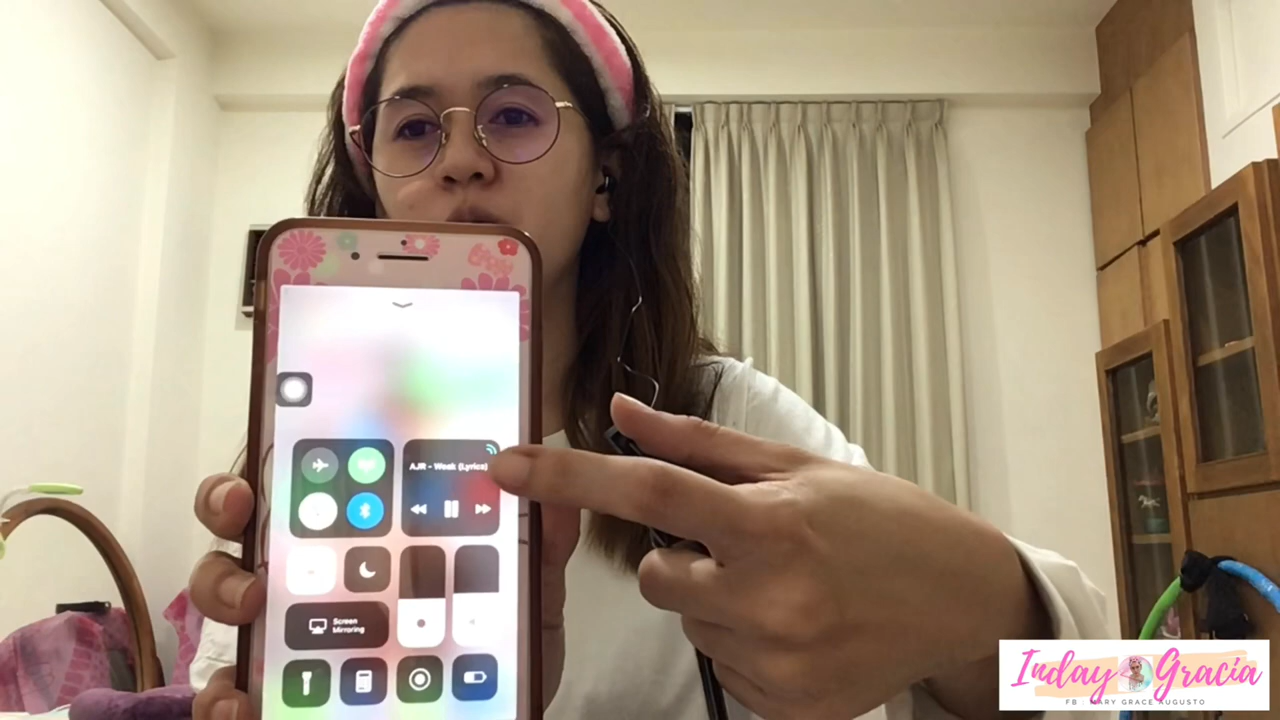 AJR - Weak (Lyrics)
Screen
Mirroring
Inday Gracia
FB : MARY GRACE AUGUSTO